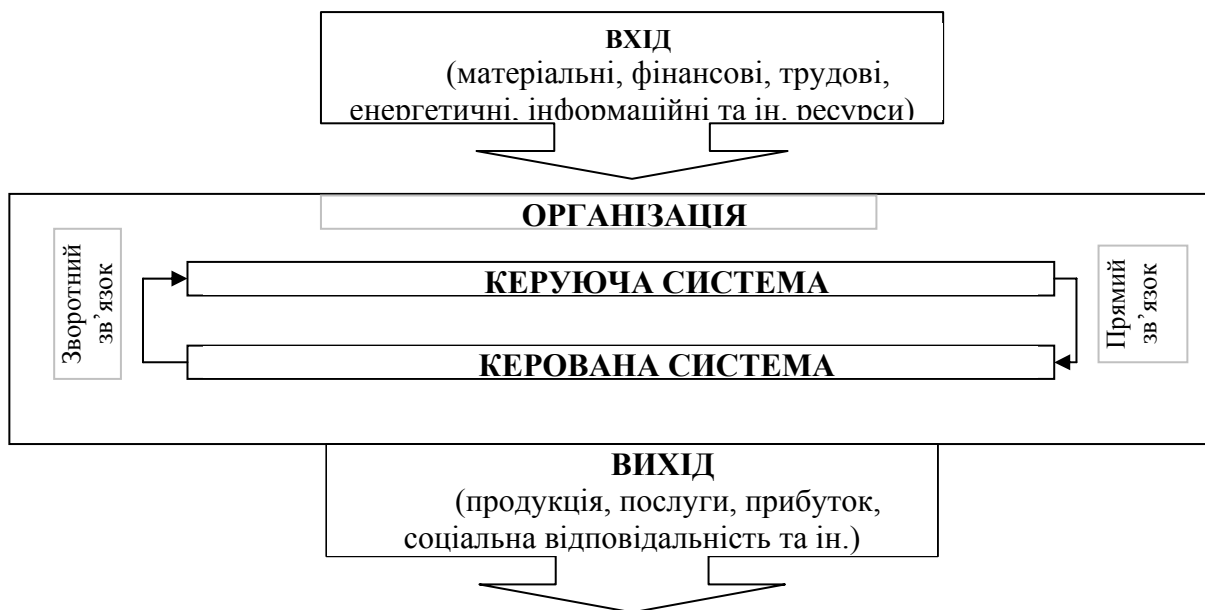 ВХІД
(матеріальні, фінансові, трудові,
енергетичні, інформаційні та ін. ресурси)
ОРГАНІЗАЦІЯ
Зворотний
зв’язок
КЕРУЮЧА СИСТЕМА
Прямий
зв’язок
КЕРОВАНА СИСТЕМА
ВИХІД
(продукція, послуги, прибуток,
соціальна відповідальність та ін.)